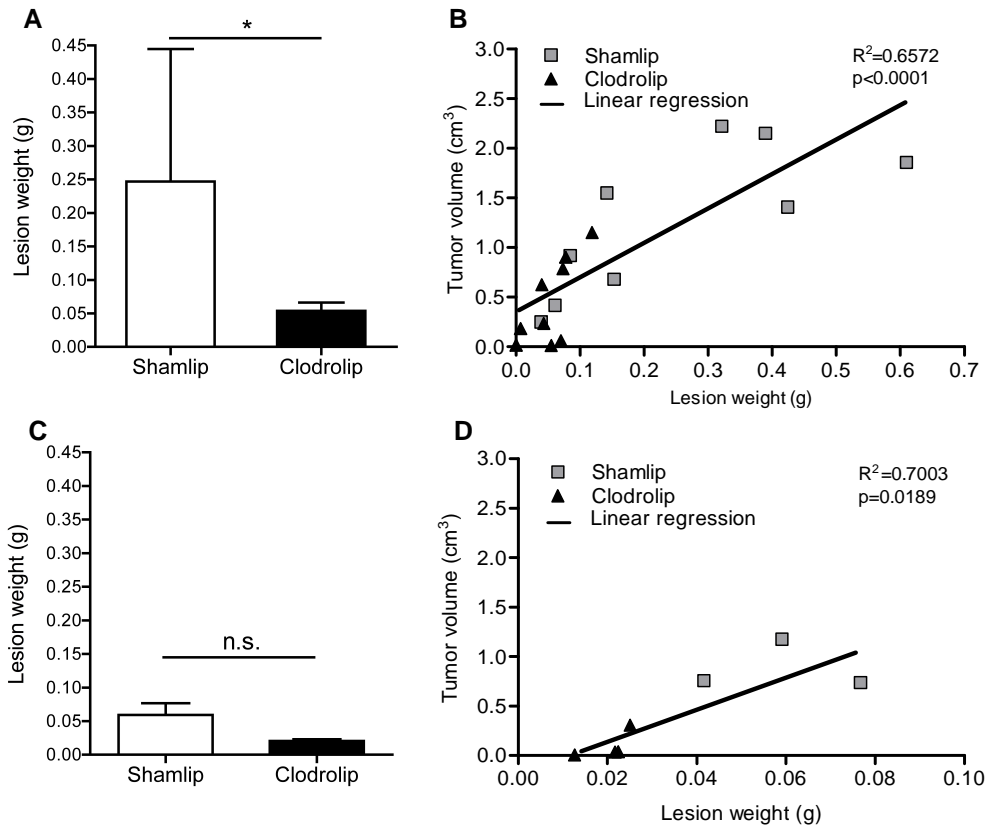 A
*
Lesion weight (g)
0.45
0.40
0.35
0.30
0.25
0.20
0.15
0.10
0.05
0.00
Shamlip Clodrolip
B
Tumor volume (cm³)
3.0
2.5
2.0
1.5
1.0
0.5
0.0
Shamlip
Clodrolip
Linear regression
R²=0.6572
p<0.0001
0.0 0.1 0.2 0.3 0.4 0.5 0.6 0.7
Lesion weight (g)
C
Lesion weight (g)
0.45
0.40
0.35
0.30
0.25
0.20
0.15
0.10
0.05
0.00
n.s.
Shamlip Clodrolip
D
Tumor volume (cm³)
3.0
2.5
2.0
1.5
1.0
0.5
0.0
Shamlip
Clodrolip
Linear regression
R²=0.7003
p=0.0189
0.00 0.02 0.04 0.06 0.08 0.10
Lesion weight (g)